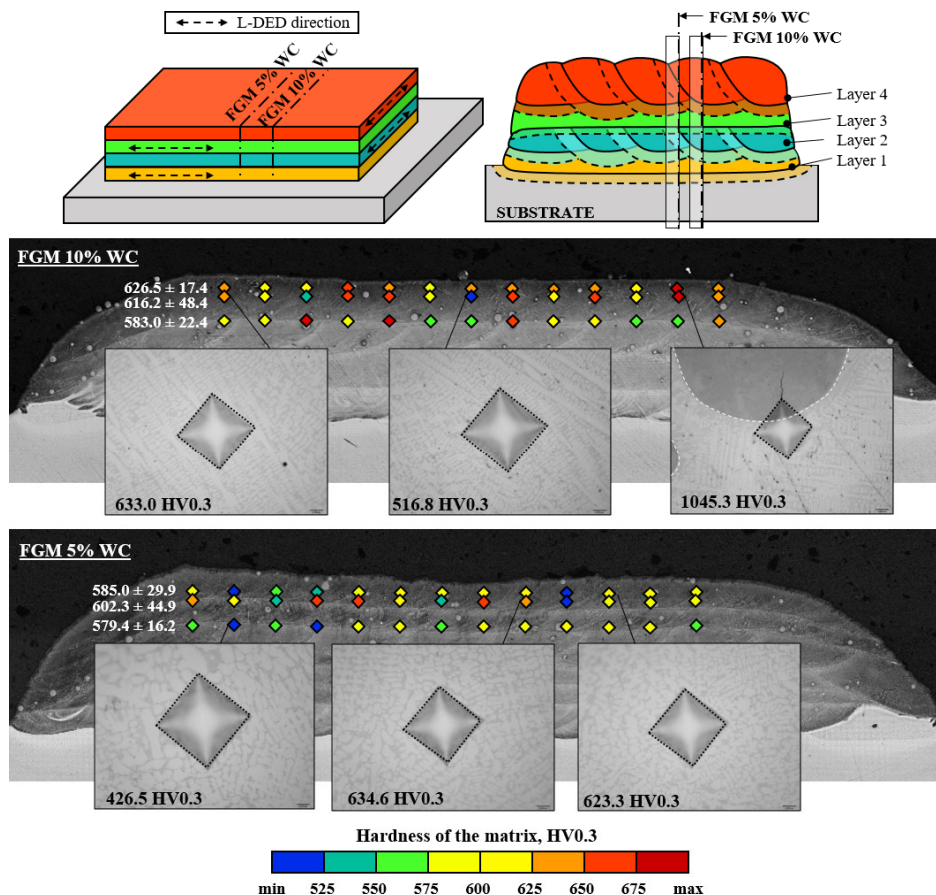 L-DED direction
FGM 5% WC
FGM 10% WC
FGM 5% WC
FGM 10% WC
Layer 4
Layer 3
Layer 2
Layer 1
SUBSTRATE
FGM 10% WC
626.5 ± 17.4
616.2 ± 48.4
583.0 ± 22.4
633.0 HV0.3
516.8 HV0.3
1045.3 HV0.3
FGM 5% WC
585.0 ± 29.9
602.3 ± 44.9
579.4 ± 16.2
426.5 HV0.3
634.6 HV0.3
623.3 HV0.3
Hardness of the matrix, HV0.3
min 525 550 575 600 625 650 675 max